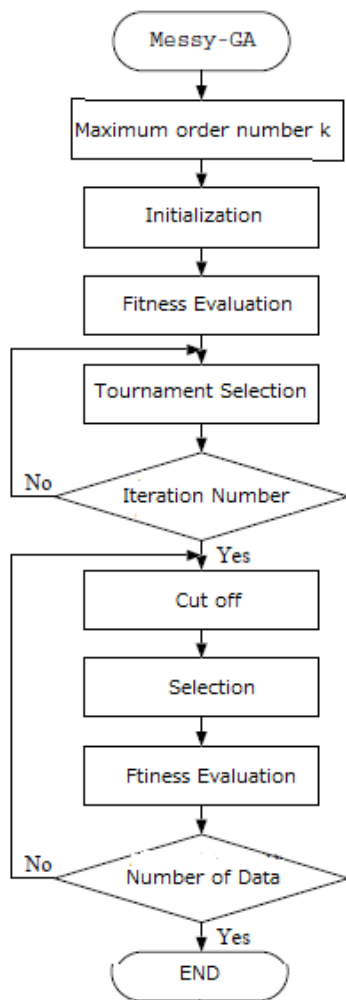 Messy-GA
Maximum order number k
Initialization
Fitness Evaluation
Tournament Selection
No
Iteration Number
Yes
Cut off
Selection
Ftiness Evaluation
No
Number of Data
Yes
END